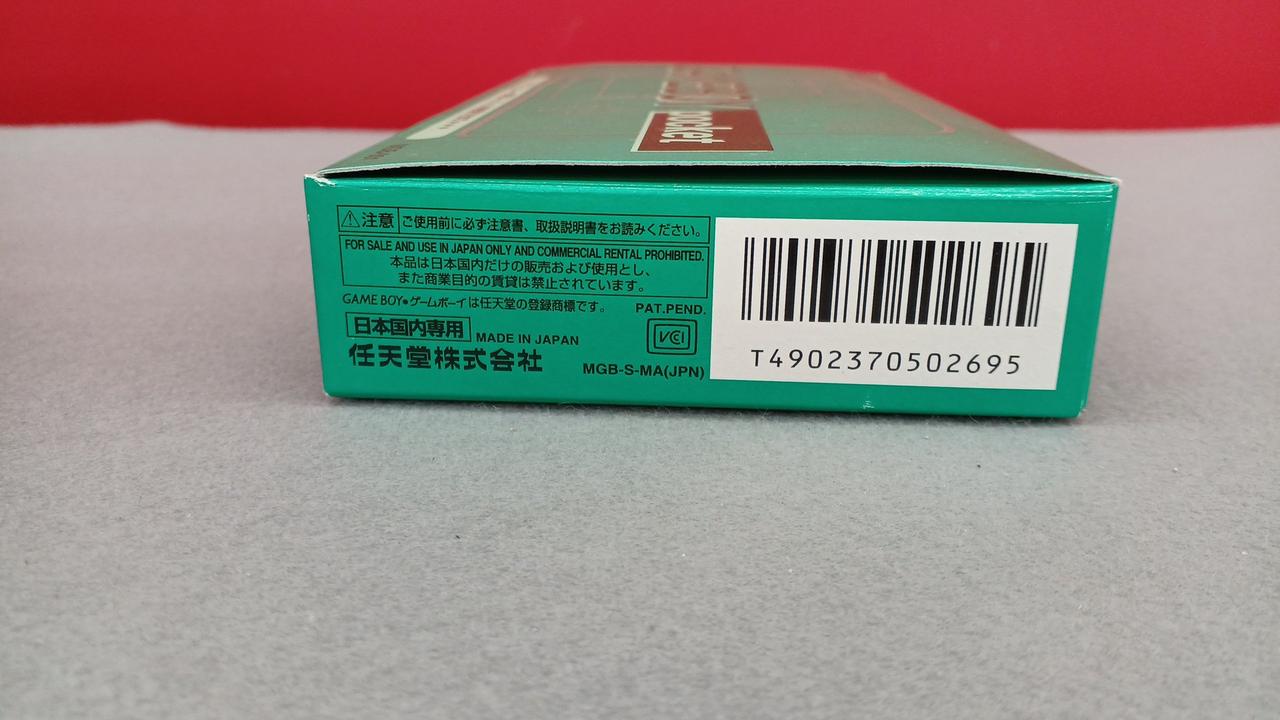 pocket
⚠注意 ご使用前に必ず注意書、取扱説明書をお読みください。
FOR SALE AND USE IN JAPAN ONLY AND COMMERCIAL RENTAL PROHIBITED.
本品は日本国内だけの販売および使用とし、
また商業目的の賃貸は禁止されています。
GAME BOY®ゲームボーイは任天堂の登録商標です。
PAT.PEND.
日本国内専用 MADE IN JAPAN
VCI
任天堂株式会社
MGB-S-MA(JPN)
T4902370502695